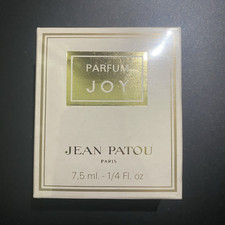 PARFUM
JOY
JEAN PATOU
PARIS
7,5 ml. - 1/4 Fl. oz